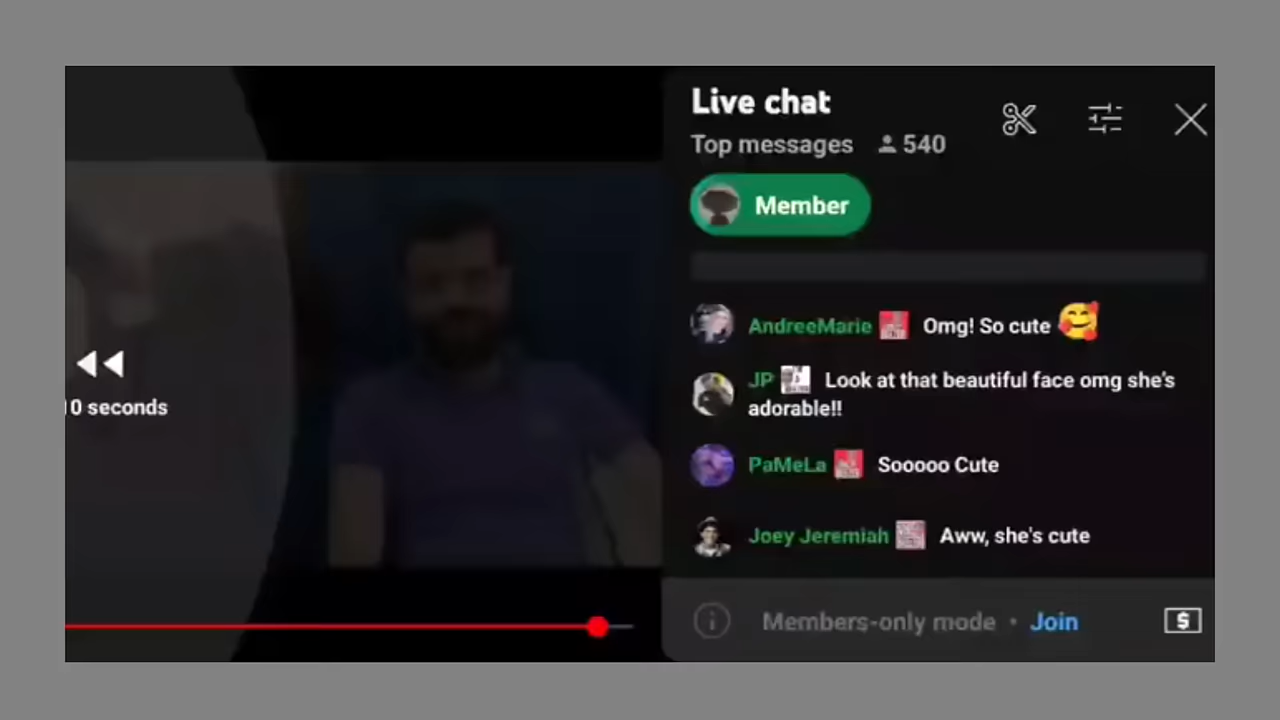 Live chat
Top messages 540
Member
AndreeMarie Omg! So cute 🥰
JP Look at that beautiful face omg she's
adorable!!
10 seconds
PaMeLa Sooooo Cute
Joey Jeremiah Aww, she's cute
Members-only mode • Join